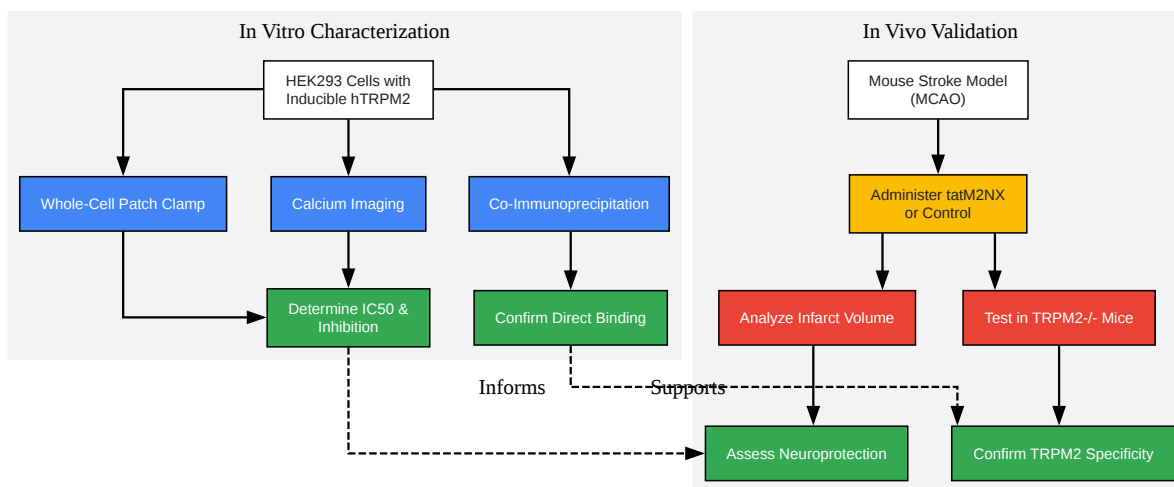 In Vitro Characterization
HEK293 Cells with
Inducible hTRPM2
Whole-Cell Patch Clamp
Calcium Imaging
Co-Immunoprecipitation
Determine IC50 &
Inhibition
Confirm Direct Binding
In Vivo Validation
Mouse Stroke Model
(MCAO)
Administer tatM2NX
or Control
Analyze Infarct Volume
Test in TRPM2-/- Mice
Informs
Supports
Assess Neuroprotection
Confirm TRPM2 Specificity